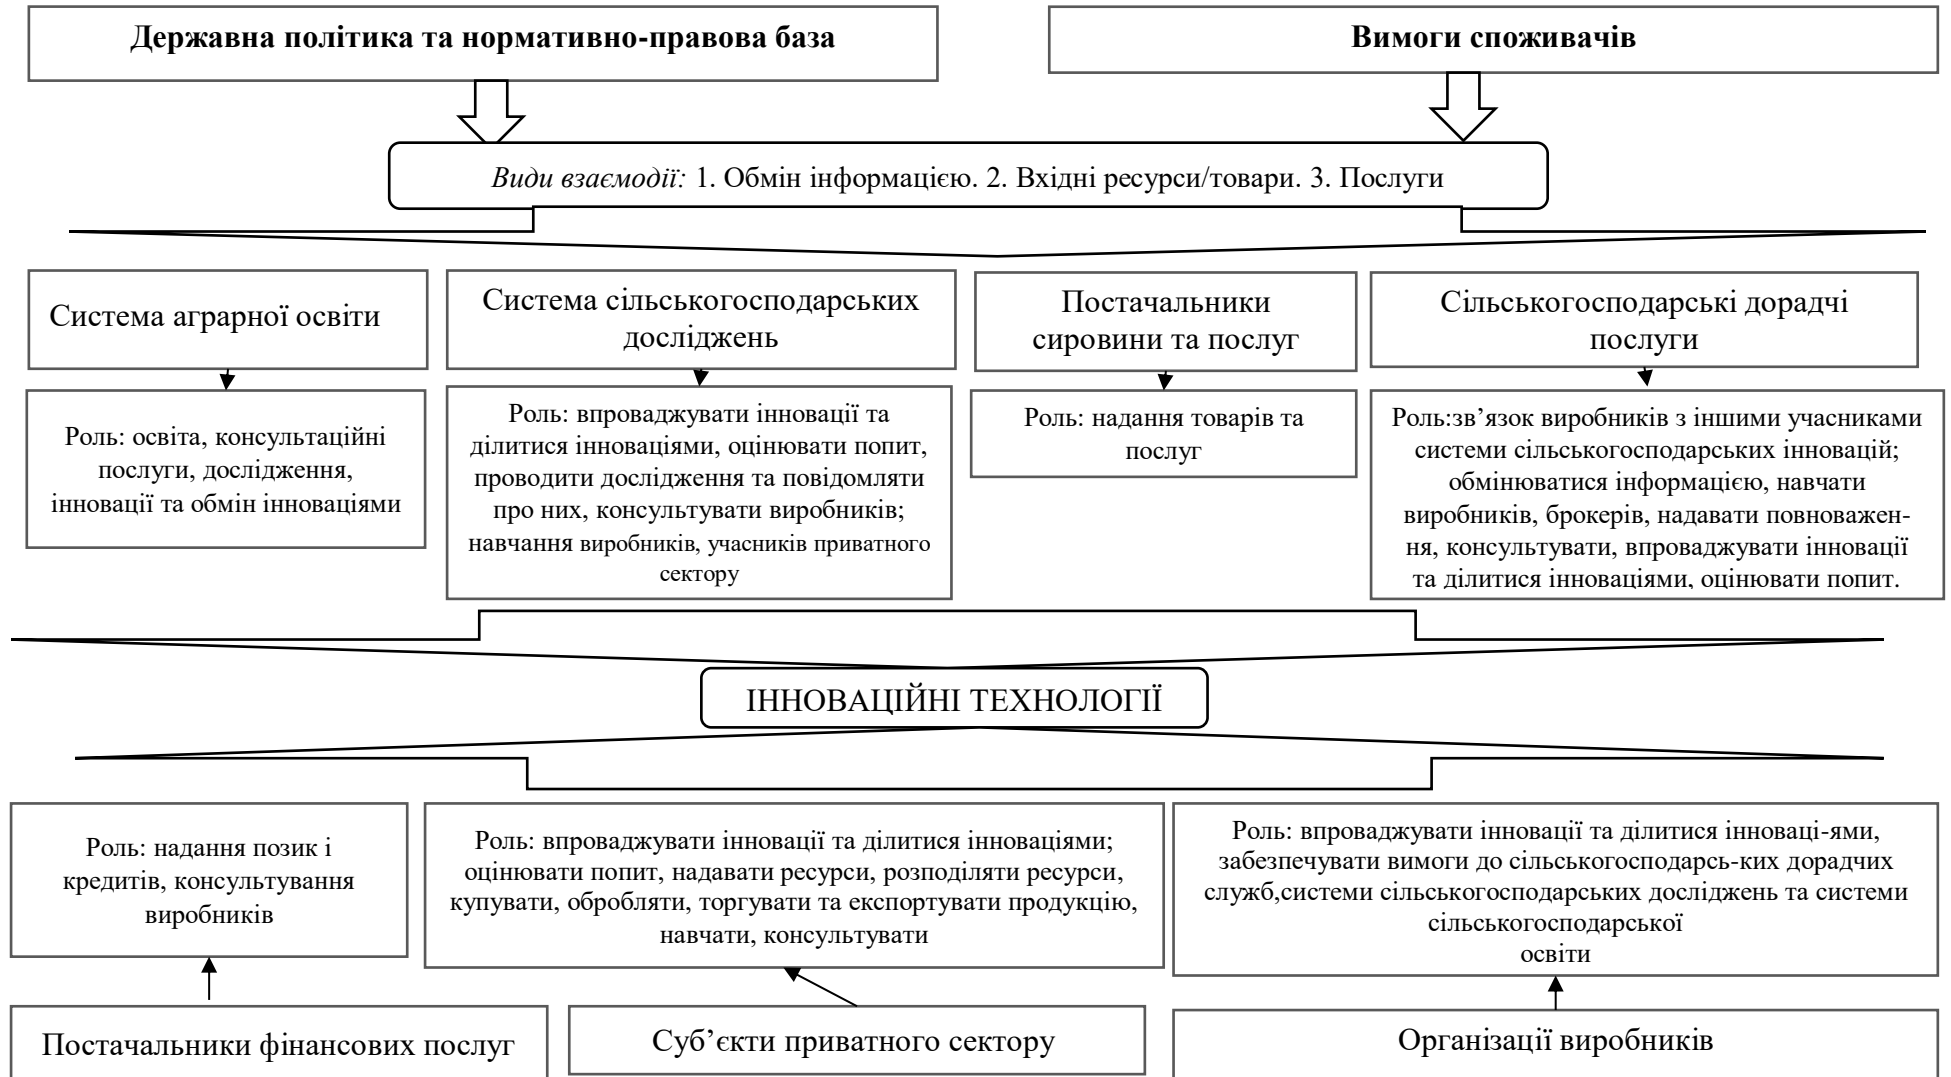 Державна політика та нормативно-правова база
Вимоги споживачів
Види взаємодії: 1. Обмін інформацією. 2. Вхідні ресурси/товари. 3. Послуги
Система аграрної освіти
Система сільськогосподарських
досліджень
Постачальники
сировини та послуг
Сільськогосподарські дорадчі
послуги
Роль: освіта, консультаційні
послуги, дослідження,
інновації та обмін інноваціями
Роль: впроваджувати інновації та
ділитися інноваціями, оцінювати попит,
проводити дослідження та повідомляти
про них, консультувати виробників;
навчання виробників, учасників приватного
сектору
Роль: надання товарів та
послуг
Роль:зв’язок виробників з іншими учасниками
системи сільськогосподарських інновацій;
обмінюватися інформацією, навчати
виробників, брокерів, надавати повноважен-
ня, консультувати, впроваджувати інновації
та ділитися інноваціями, оцінювати попит.
ІННОВАЦІЙНІ ТЕХНОЛОГІЇ
Роль: надання позик і
кредитів, консультування
виробників
Роль: впроваджувати інновації та ділитися інноваціями;
оцінювати попит, надавати ресурси, розподіляти ресурси,
купувати, обробляти, торгувати та експортувати продукцію,
навчати, консультувати
Роль: впроваджувати інновації та ділитися інноваці-ями,
забезпечувати вимоги до сільськогосподарсь-ких дорадчих
служб,системи сільськогосподарських досліджень та системи
сільськогосподарської
освіти
Постачальники фінансових послуг
Суб’єкти приватного сектору
Організації виробників